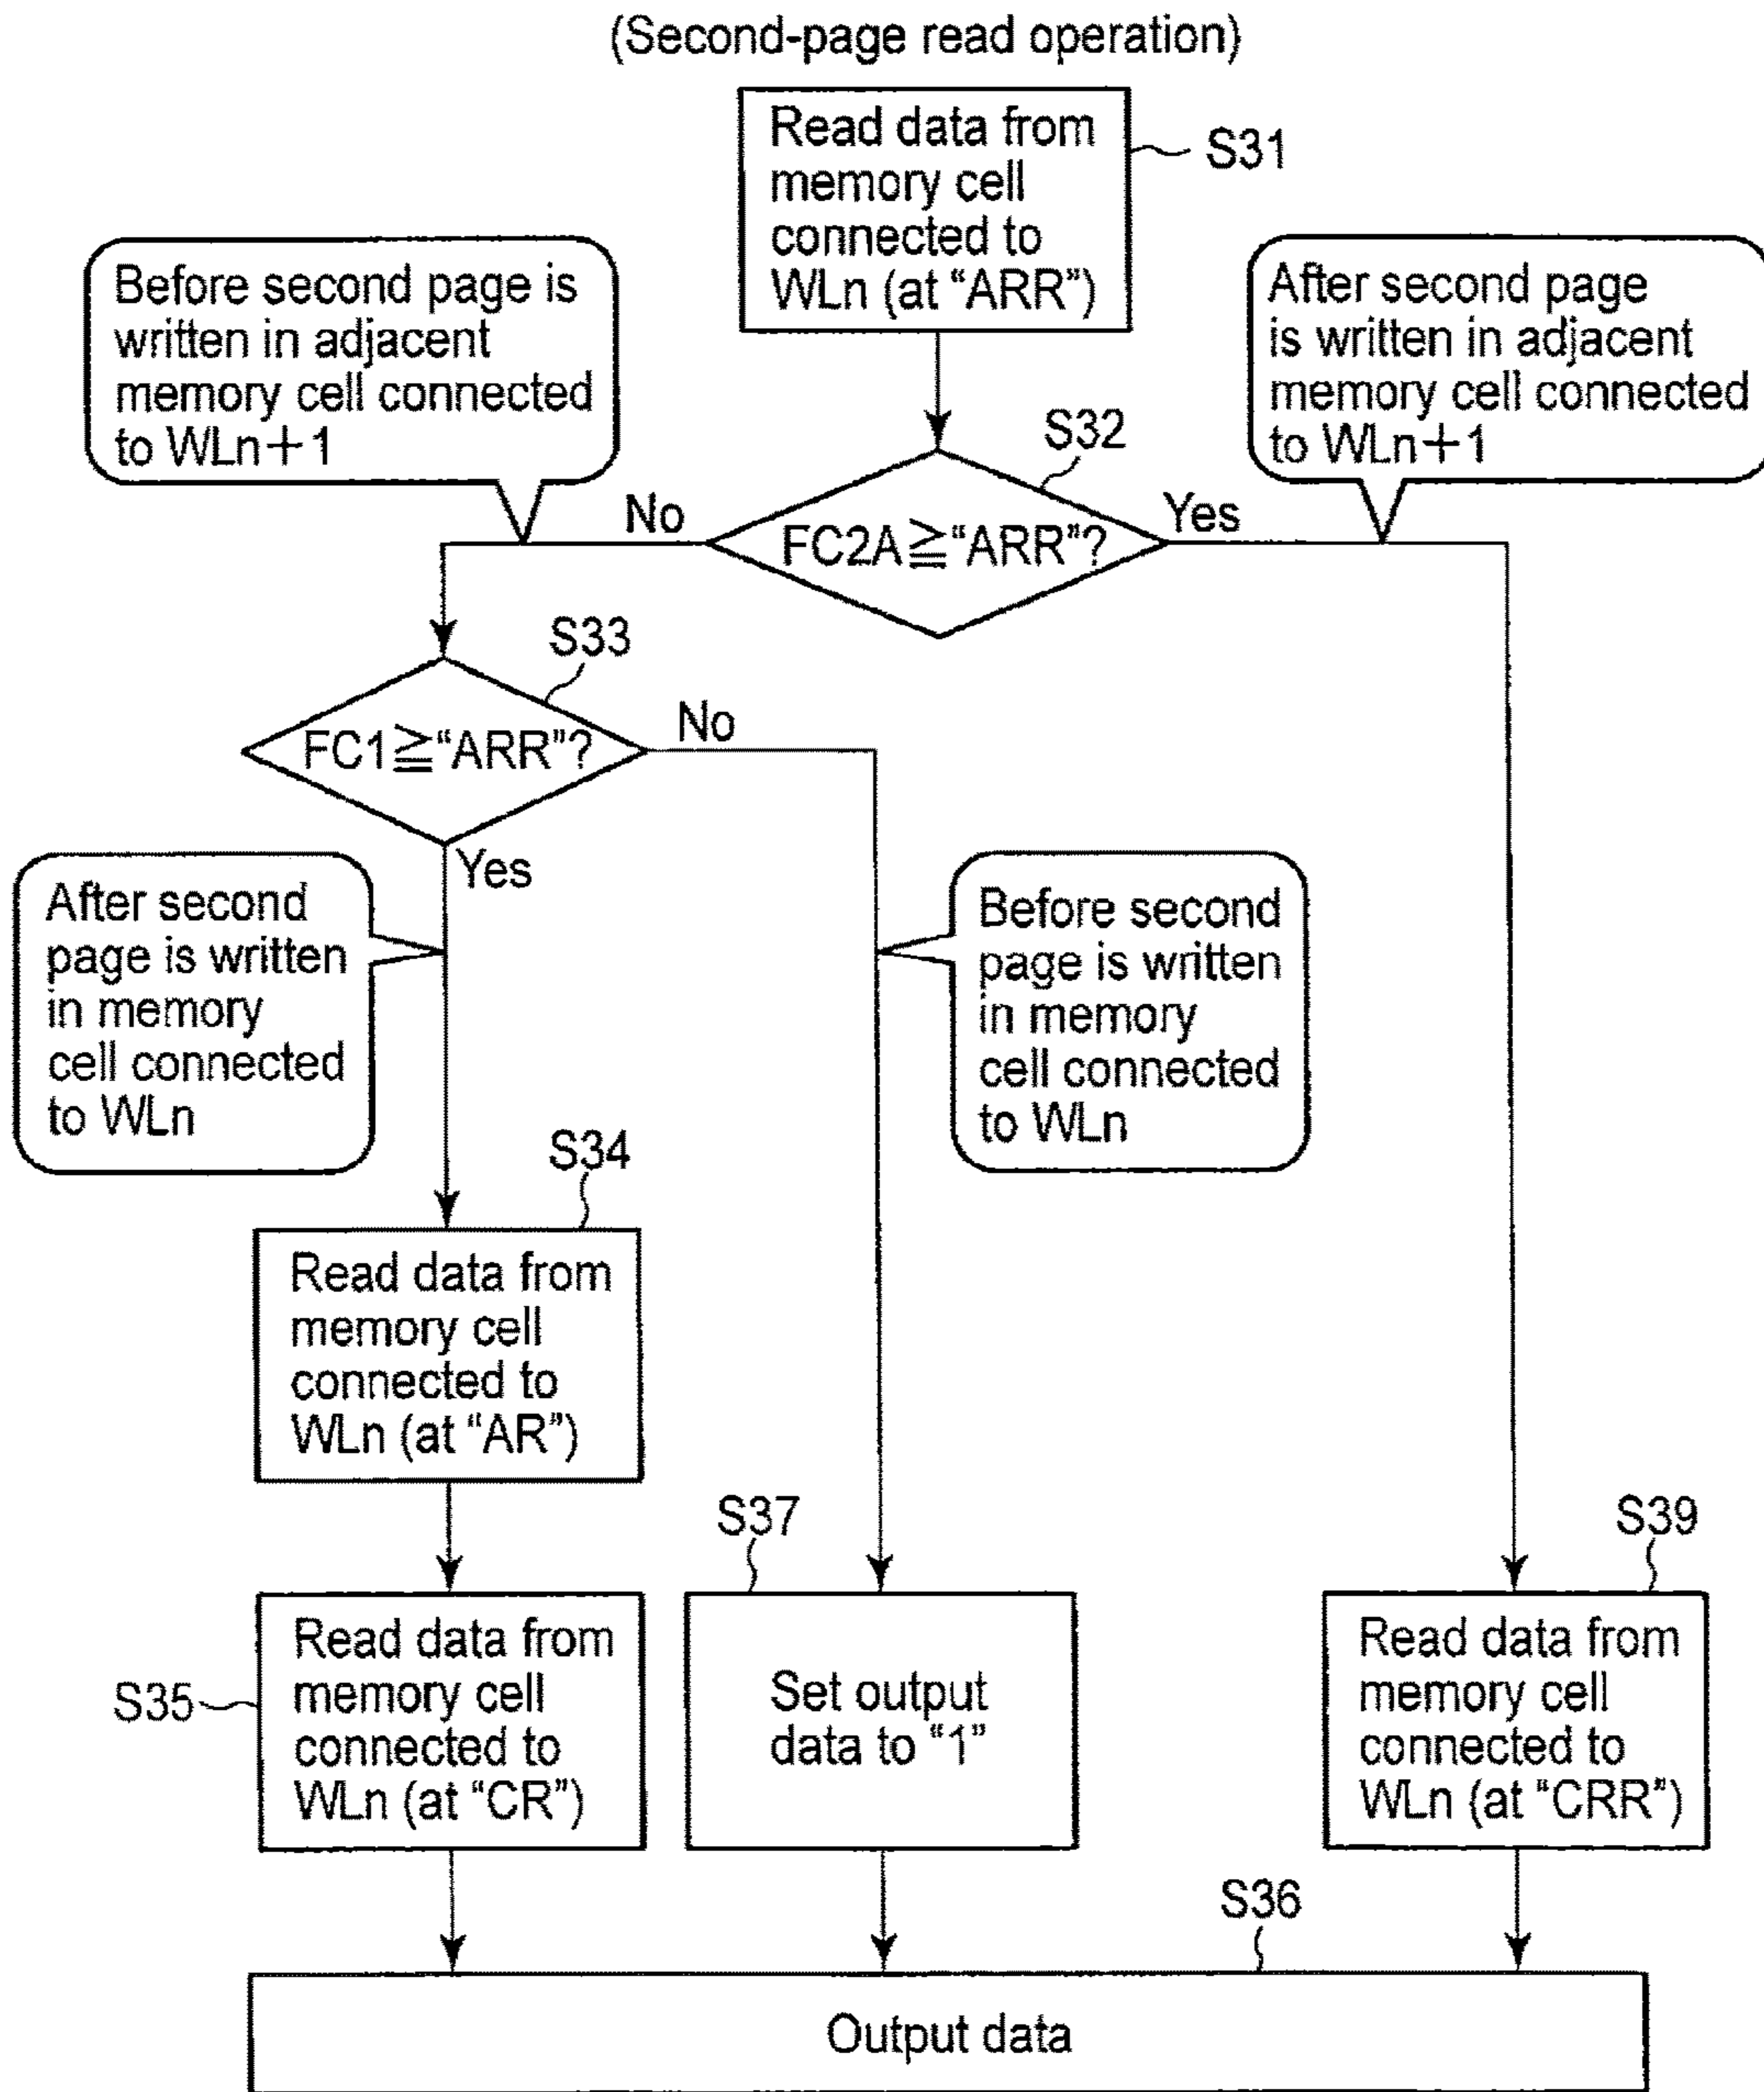 (Second-page read operation)
Read data from
memory cell
connected to
WLn (at “ARR”)
S31
Before second page is
written in adjacent
memory cell connected
to WLn+1
After second page
is written in adjacent
memory cell connected
to WLn+1
S32
No
FC2A≧“ARR”?
Yes
S33
FC1≧“ARR”?
No
Yes
After second
page is written
in memory
cell connected
to WLn
Before second
page is written
in memory
cell connected
to WLn
S34
Read data from
memory cell
connected to
WLn (at “AR”)
S35
Read data from
memory cell
connected to
WLn (at “CR”)
S37
Set output
data to “1”
S39
Read data from
memory cell
connected to
WLn (at “CRR”)
S36
Output data